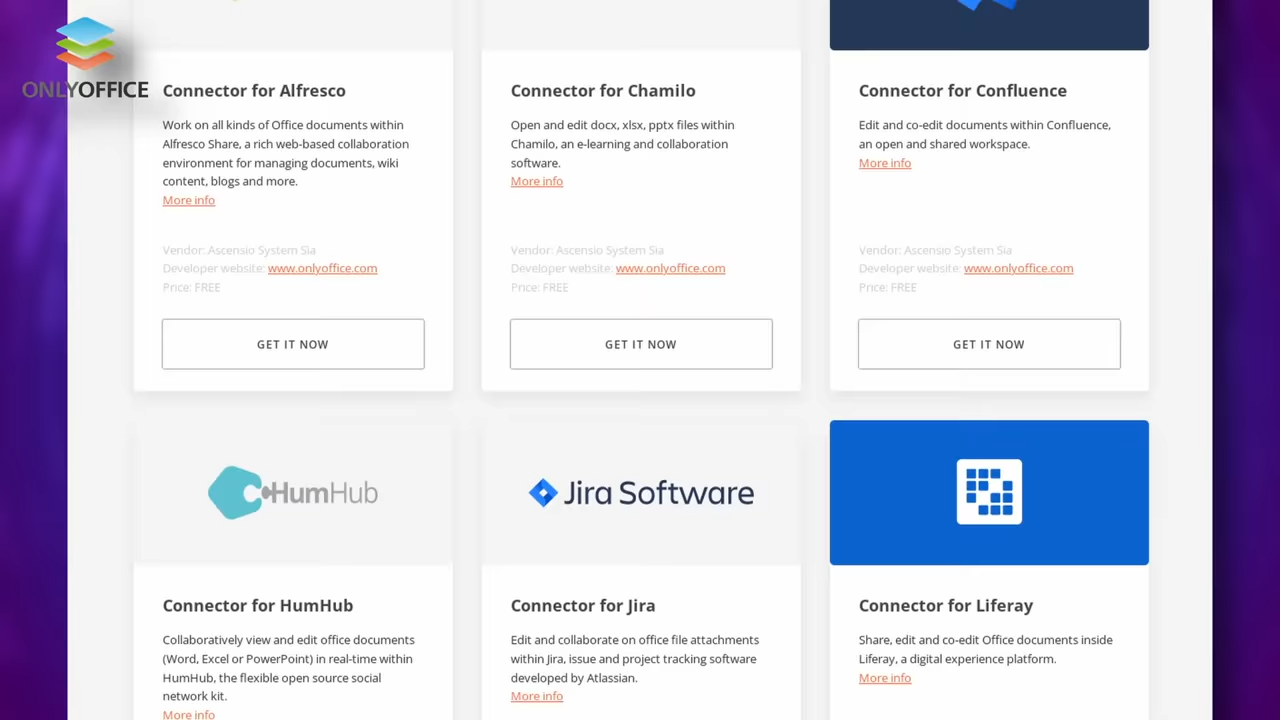 ONLYOFFICE
Connector for Alfresco
Work on all kinds of Office documents within
Alfresco Share, a rich web-based collaboration
environment for managing documents, wiki
content, blogs and more.
More info
Vendor: Ascensio System Sia
Developer website: www.onlyoffice.com
Price: FREE
GET IT NOW
Connector for Chamilo
Open and edit docx, xlsx, pptx files within
Chamilo, an e-learning and collaboration
software.
More info
Vendor: Ascensio System Sia
Developer website: www.onlyoffice.com
Price: FREE
GET IT NOW
Connector for Confluence
Edit and co-edit documents within Confluence,
an open and shared workspace.
More info
Vendor: Ascensio System Sia
Developer website: www.onlyoffice.com
Price: FREE
GET IT NOW
HumHub
Connector for HumHub
Collaboratively view and edit office documents
(Word, Excel or PowerPoint) in real-time within
HumHub, the flexible open source social
network kit.
More info
Jira Software
Connector for Jira
Edit and collaborate on office file attachments
within Jira, issue and project tracking software
developed by Atlassian.
More info
Connector for Liferay
Share, edit and co-edit Office documents inside
Liferay, a digital experience platform.
More info